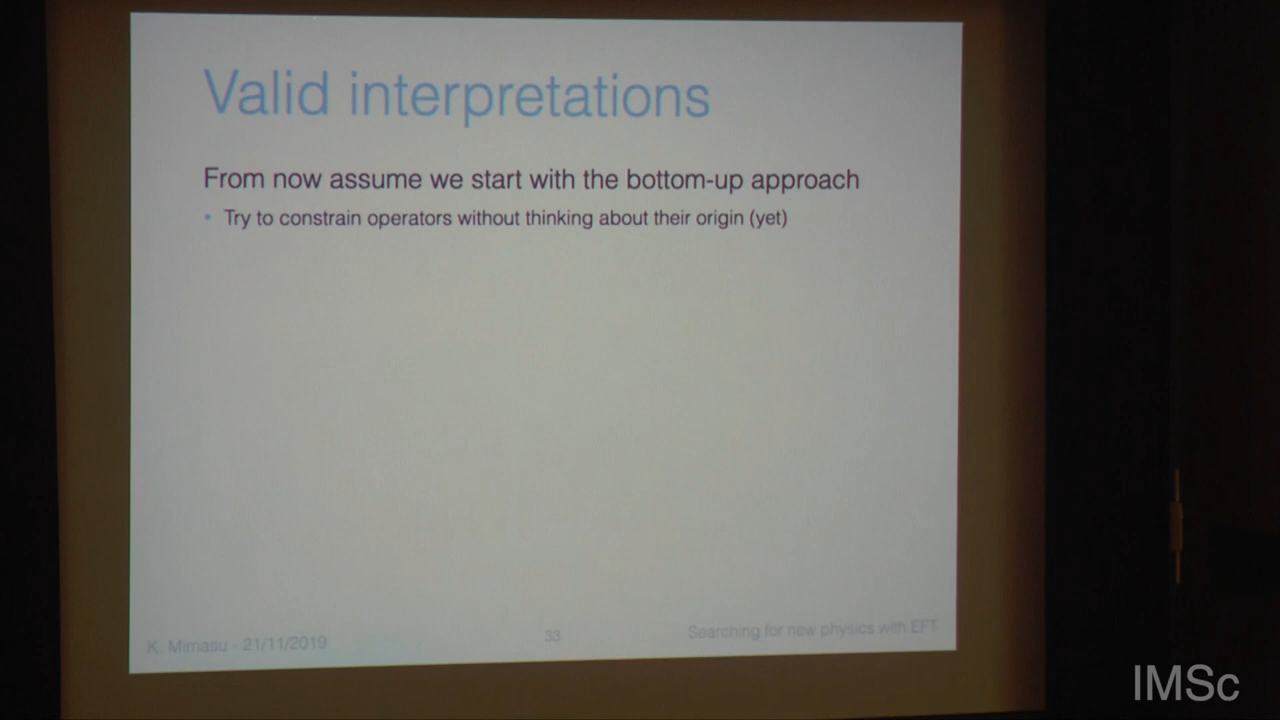 Valid interpretations
From now assume we start with the bottom-up approach
• Try to constrain operators without thinking about their origin (yet)
K. Mimasu - 21/11/2019
33
Searching for new physics with EFT
IMSc